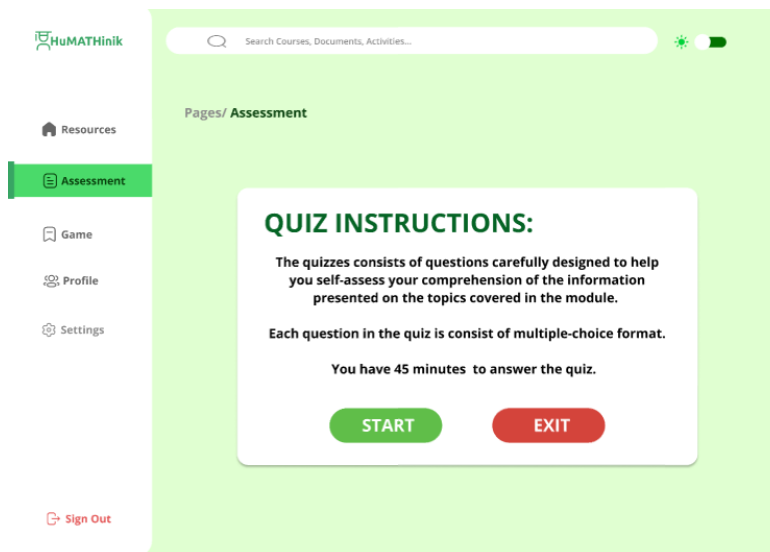 HuMATHinik
Search Courses, Documents, Activities...
Pages/ Assessment
Resources
Assessment
Game
Profile
Settings
Sign Out
QUIZ INSTRUCTIONS:
The quizzes consists of questions carefully designed to help
you self-assess your comprehension of the information
presented on the topics covered in the module.
Each question in the quiz is consist of multiple-choice format.
You have 45 minutes to answer the quiz.
START
EXIT